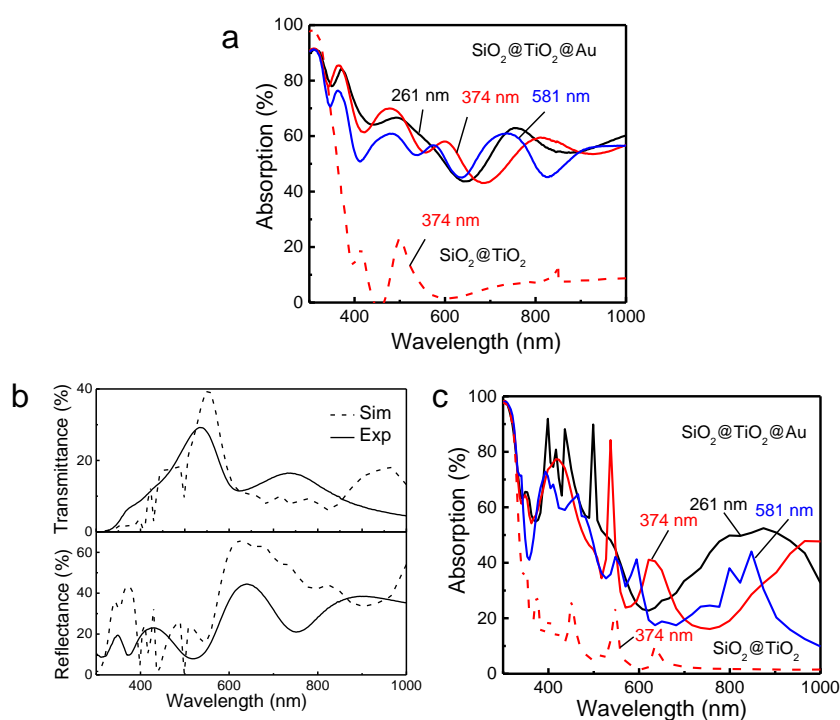 a
SiO2@TiO2@Au
261 nm
374 nm
581 nm
374 nm
SiO2@TiO2
Absorption (%)
100
80
60
40
20
0
400 600 800 1000
Wavelength (nm)
b
Sim
Exp
Transmittance (%)
40
20
0
Reflectance (%)
60
40
20
0
400 600 800 1000
Wavelength (nm)
c
SiO2@TiO2@Au
261 nm
581 nm
374 nm
374 nm
SiO2@TiO2
Absorption (%)
100
80
60
40
20
0
400 600 800 1000
Wavelength (nm)